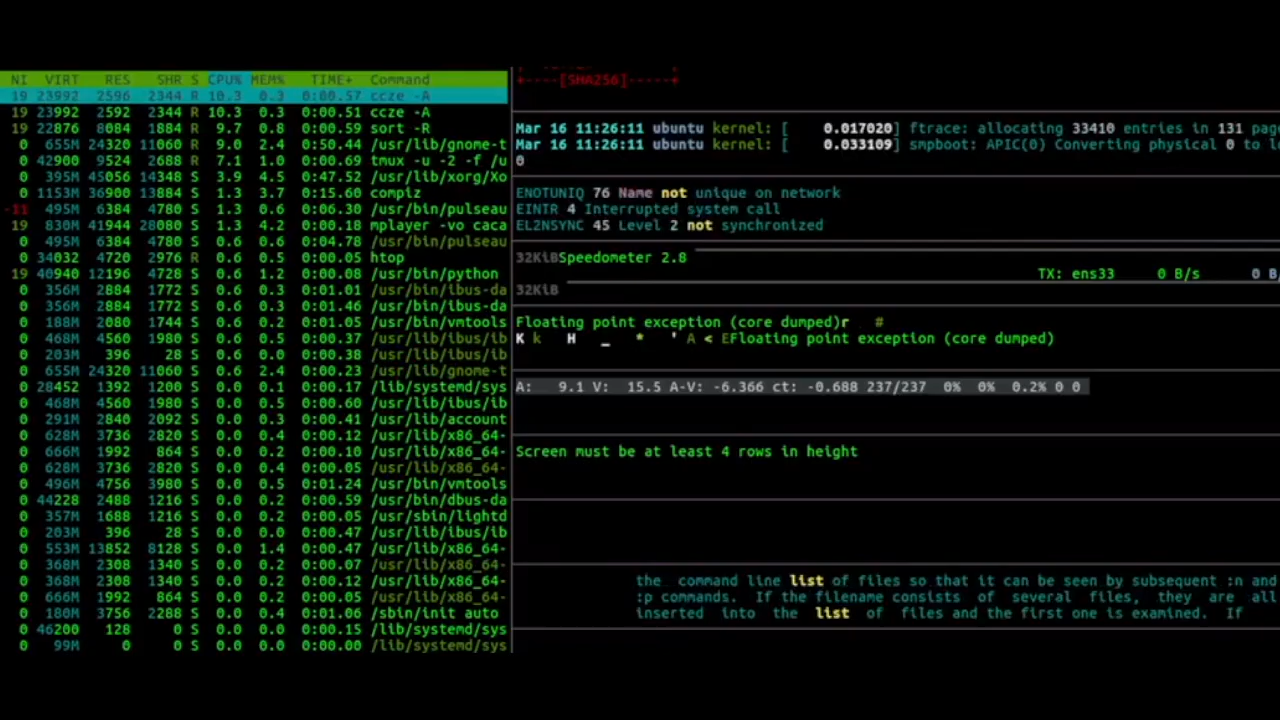 NI VIRT RES SHR S CPU% MEM% TIME+ Command
19 23992 2596 2344 R 10.3 0.3 0:00.57 ccze -A
19 23992 2592 2344 R 10.3 0.3 0:00.51 ccze -A
19 22876 8084 1884 R 9.7 0.8 0:00.59 sort -R
0 655M 24320 11060 R 9.0 2.4 0:50.44 /usr/lib/gnome-t
0 42900 9524 2688 R 7.1 1.0 0:00.69 tmux -u -2 -f /u
0 395M 45056 14348 S 3.9 4.5 0:47.52 /usr/lib/xorg/Xo
0 1153M 36900 13884 S 1.3 3.7 0:15.60 compiz
-11 495M 6384 4780 S 1.3 0.6 0:06.30 /usr/bin/pulseau
19 830M 41944 28080 S 1.3 4.2 0:00.18 mplayer -vo caca
0 495M 6384 4780 S 0.6 0.6 0:04.78 /usr/bin/pulseau
0 34032 4720 2976 R 0.6 0.5 0:00.05 htop
19 40940 12196 4728 S 0.6 1.2 0:00.08 /usr/bin/python
0 356M 2884 1772 S 0.6 0.3 0:01.01 /usr/bin/ibus-da
0 356M 2884 1772 S 0.6 0.3 0:01.46 /usr/bin/ibus-da
0 188M 2080 1744 S 0.6 0.2 0:01.05 /usr/bin/vmtools
0 468M 4560 1980 S 0.6 0.5 0:00.37 /usr/lib/ibus/ib
0 203M 396 28 S 0.6 0.0 0:00.38 /usr/lib/ibus/ib
0 655M 24320 11060 S 0.6 2.4 0:00.23 /usr/lib/gnome-t
0 28452 1392 1200 S 0.0 0.1 0:00.17 /lib/systemd/sys
0 468M 4560 1980 S 0.0 0.5 0:00.60 /usr/lib/ibus/ib
0 291M 2840 2092 S 0.0 0.3 0:00.41 /usr/lib/account
0 628M 3736 2820 S 0.0 0.4 0:00.12 /usr/lib/x86_64-
0 666M 1992 864 S 0.0 0.2 0:00.10 /usr/lib/x86_64-
0 628M 3736 2820 S 0.0 0.4 0:00.05 /usr/lib/x86_64-
0 496M 4756 3980 S 0.0 0.5 0:01.24 /usr/bin/vmtools
0 44228 2488 1216 S 0.0 0.2 0:00.59 /usr/bin/dbus-da
0 357M 1688 1216 S 0.0 0.2 0:00.05 /usr/sbin/lightd
0 203M 396 28 S 0.0 0.0 0:00.47 /usr/lib/ibus/ib
0 553M 13852 8128 S 0.0 1.4 0:00.47 /usr/lib/x86_64-
0 368M 2308 1340 S 0.0 0.2 0:00.07 /usr/lib/x86_64-
0 368M 2308 1340 S 0.0 0.2 0:00.12 /usr/lib/x86_64-
0 666M 1992 864 S 0.0 0.2 0:00.06 /usr/lib/x86_64-
0 180M 3756 2288 S 0.0 0.4 0:01.06 /sbin/init auto
0 46200 128 0 S 0.0 0.0 0:00.15 /lib/systemd/sys
0 99M 0 0 S 0.0 0.0 0:00.00 /lib/systemd/sys
+----[SHA256]-----+
Mar 16 11:26:11 ubuntu kernel: [ 0.017020] ftrace: allocating 33410 entries in 131 pag
Mar 16 11:26:11 ubuntu kernel: [ 0.033109] smpboot: APIC(0) Converting physical 0 to lo
0
ENOTUNIQ 76 Name not unique on network
EINTR 4 Interrupted system call
EL2NSYNC 45 Level 2 not synchronized
32KiBSpeedometer 2.8
TX: ens33 0 B/s 0 B/
32KiB
Floating point exception (core dumped)r #
K k H _ * ' A < EFloating point exception (core dumped)
A: 9.1 V: 15.5 A-V: -6.366 ct: -0.688 237/237 0% 0% 0.2% 0 0
Screen must be at least 4 rows in height
the command line list of files so that it can be seen by subsequent :n and
:p commands. If the filename consists of several files, they are all
inserted into the list of files and the first one is examined. If